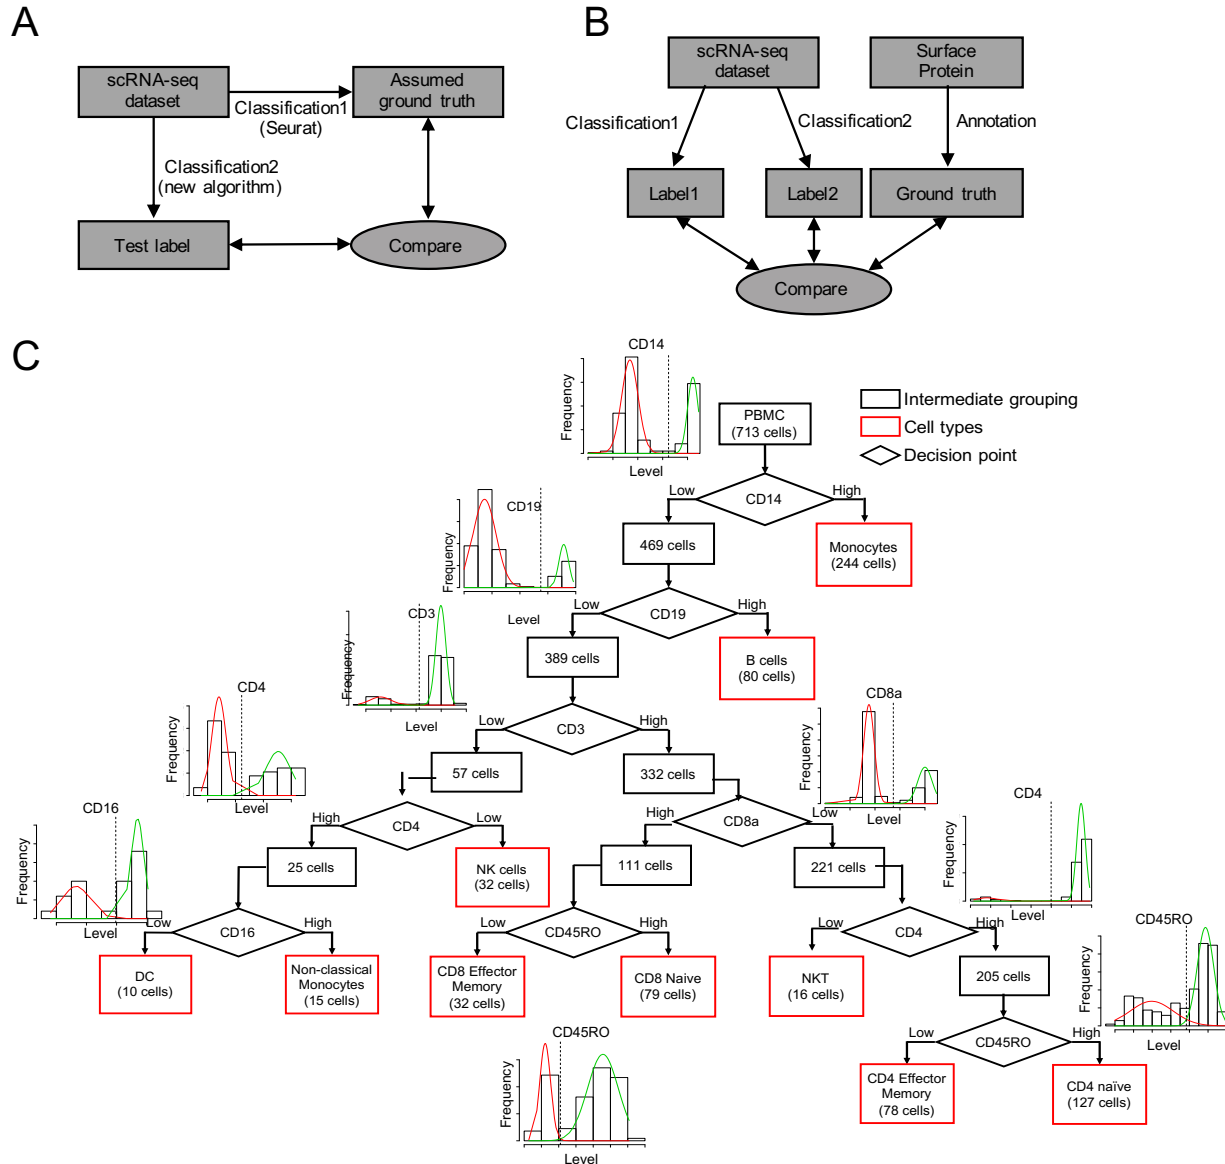 A
scRNA-seq
dataset
Classification1
(Seurat)
Assumed
ground truth
Classification2
(new algorithm)
Test label
Compare
B
scRNA-seq
dataset
Surface
Protein
Classification1
Classification2
Annotation
Label1
Label2
Ground truth
Compare
C
CD14
Frequency
Level
PBMC
(713 cells)
Intermediate grouping
Cell types
Decision point
Low
CD14
High
CD19
Frequency
Level
469 cells
Monocytes
(244 cells)
Low
CD19
High
CD3
Frequency
Level
389 cells
B cells
(80 cells)
CD4
Frequency
Level
Low
CD3
High
CD8a
Frequency
Level
57 cells
332 cells
CD16
Frequency
Level
High
CD4
Low
High
CD8a
Low
CD4
Frequency
Level
25 cells
NK cells
(32 cells)
111 cells
221 cells
Low
CD16
High
Low
CD45RO
High
Low
CD4
High
CD45RO
Frequency
Level
DC
(10 cells)
Non-classical
Monocytes
(15 cells)
CD8 Effector
Memory
(32 cells)
CD8 Naive
(79 cells)
NKT
(16 cells)
205 cells
CD45RO
Frequency
Level
Low
CD45RO
High
CD4 Effector
Memory
(78 cells)
CD4 naïve
(127 cells)